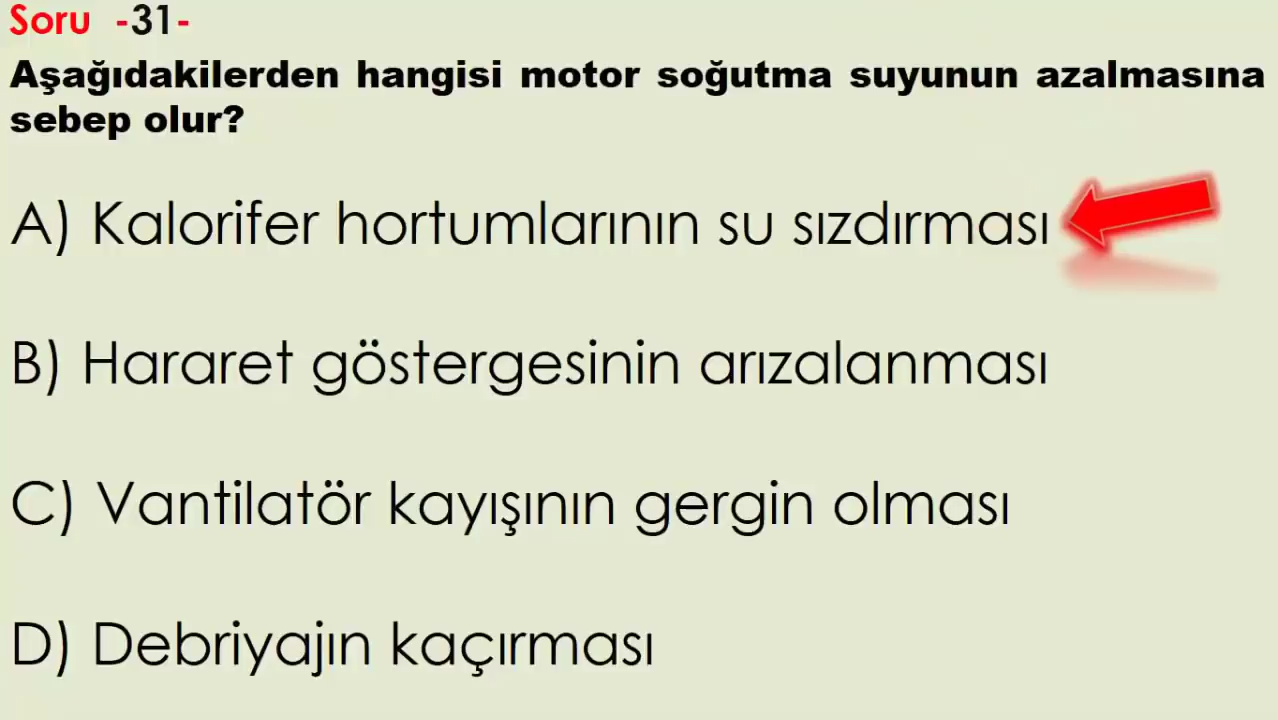 Soru -31-
Aşağıdakilerden hangisi motor soğutma suyunun azalmasına
sebep olur?
A) Kalorifer hortumlarının su sızdırması
B) Hararet göstergesinin arızalanması
C) Vantilatör kayışının gergin olması
D) Debriyajın kaçırması